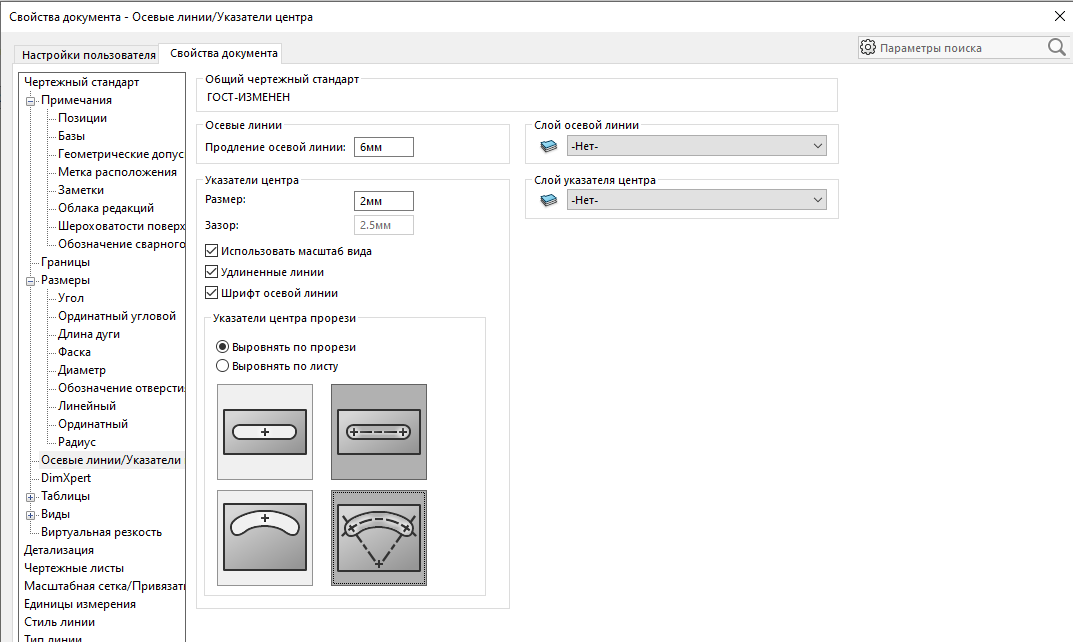 Свойства документа - Осевые линии/Указатели центра
Настройки пользователя
Свойства документа
Параметры поиска
Чертежный стандарт
Примечания
Позиции
Базы
Геометрические допус
Метка расположения
Заметки
Облака редакций
Шероховатости поверх
Обозначение сварного
Границы
Размеры
Угол
Ординатный угловой
Длина дуги
Фаска
Диаметр
Обозначение отверсти
Линейный
Ординатный
Радиус
Осевые линии/Указатели
DimXpert
Таблицы
Виды
Виртуальная резкость
Детализация
Чертежные листы
Масштабная сетка/Привязат
Единицы измерения
Стиль линии
Тип линии
Общий чертежный стандарт
ГОСТ-ИЗМЕНЕН
Осевые линии
Продление осевой линии: 6мм
Указатели центра
Размер: 2мм
Зазор: 2.5мм
Использовать масштаб вида
Удлиненные линии
Шрифт осевой линии
Указатели центра прорези
Выровнять по прорези
Выровнять по листу
Слой осевой линии
-Нет-
Слой указателя центра
-Нет-